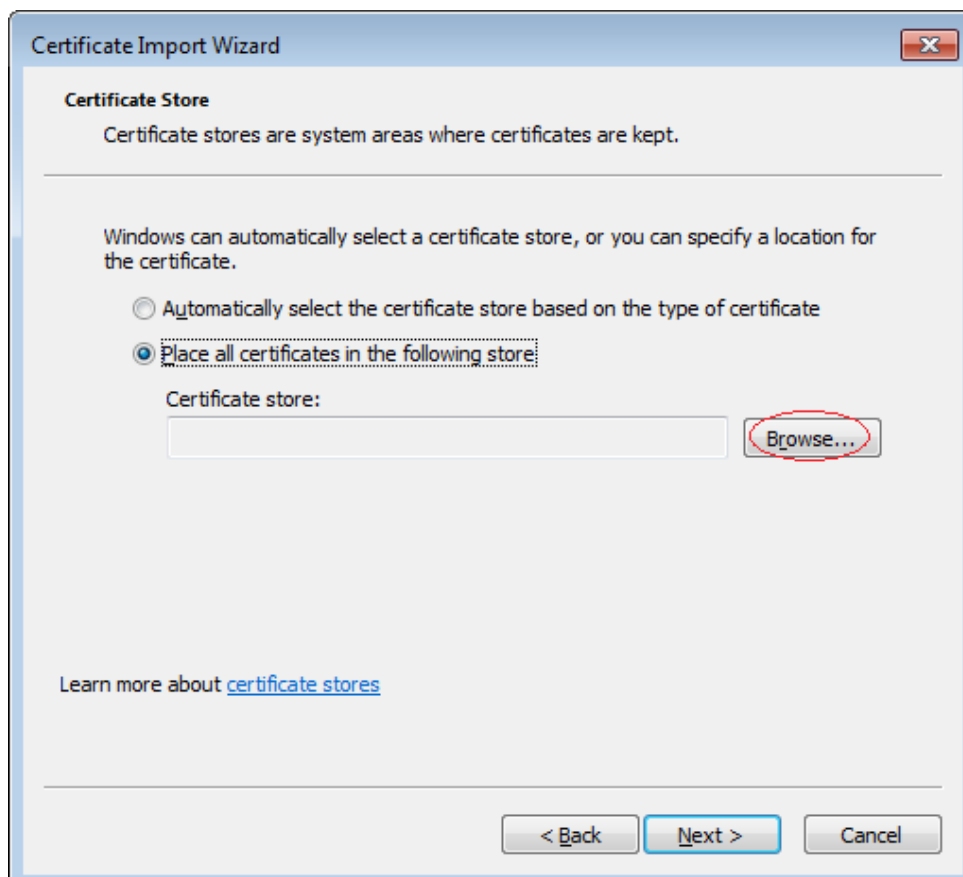 Certificate Import Wizard
Certificate Store
Certificate stores are system areas where certificates are kept.
Windows can automatically select a certificate store, or you can specify a location for
the certificate.
Automatically select the certificate store based on the type of certificate
Place all certificates in the following store
Certificate store:
Browse...
Learn more about certificate stores
< Back Next > Cancel